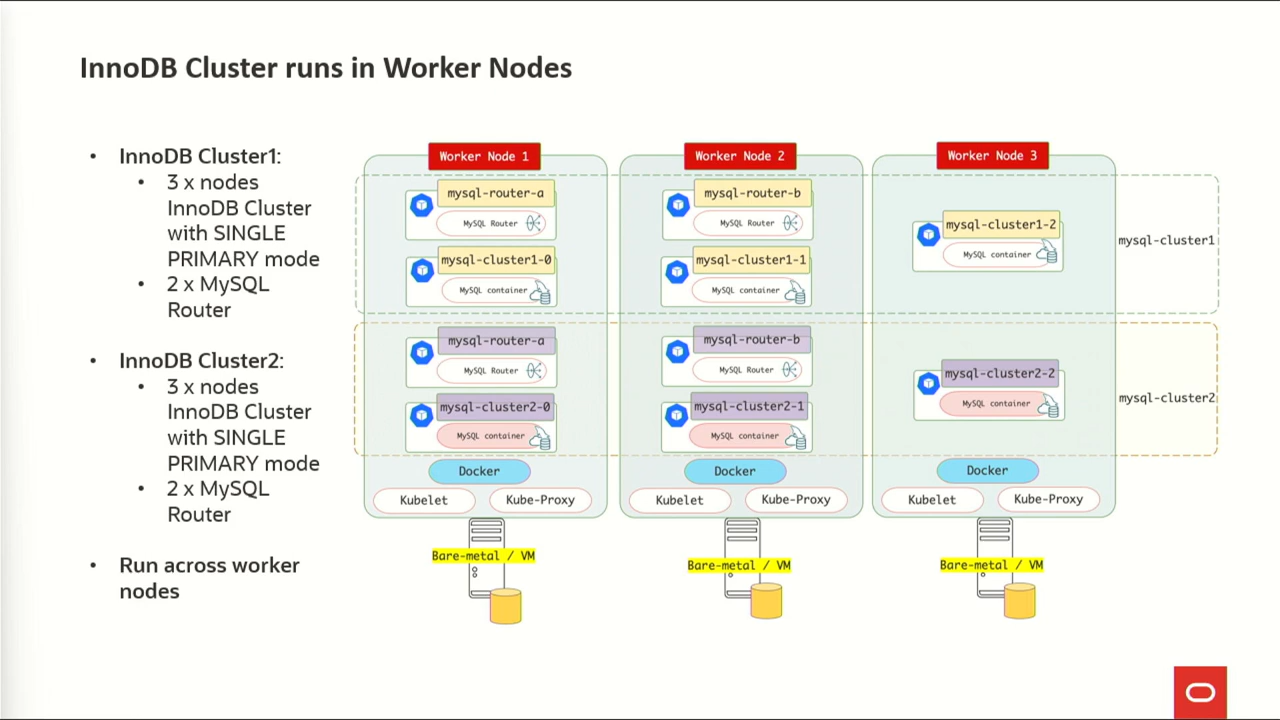 InnoDB Cluster runs in Worker Nodes
• InnoDB Cluster1:
• 3 x nodes
InnoDB Cluster
with SINGLE
PRIMARY mode
• 2 x MySQL
Router
• InnoDB Cluster2:
• 3 x nodes
InnoDB Cluster
with SINGLE
PRIMARY mode
• 2 x MySQL
Router
• Run across worker
nodes
Worker Node 1
mysql-router-a
MySQL Router
mysql-cluster1-0
MySQL container
mysql-router-a
MySQL Router
mysql-cluster2-0
MySQL container
Docker
Kubelet
Kube-Proxy
Bare-metal / VM
Worker Node 2
mysql-router-b
MySQL Router
mysql-cluster1-1
MySQL container
mysql-router-b
MySQL Router
mysql-cluster2-1
MySQL container
Docker
Kubelet
Kube-Proxy
Bare-metal / VM
Worker Node 3
mysql-cluster1-2
MySQL container
mysql-cluster2-2
MySQL container
Docker
Kubelet
Kube-Proxy
Bare-metal / VM
mysql-cluster1
mysql-cluster2